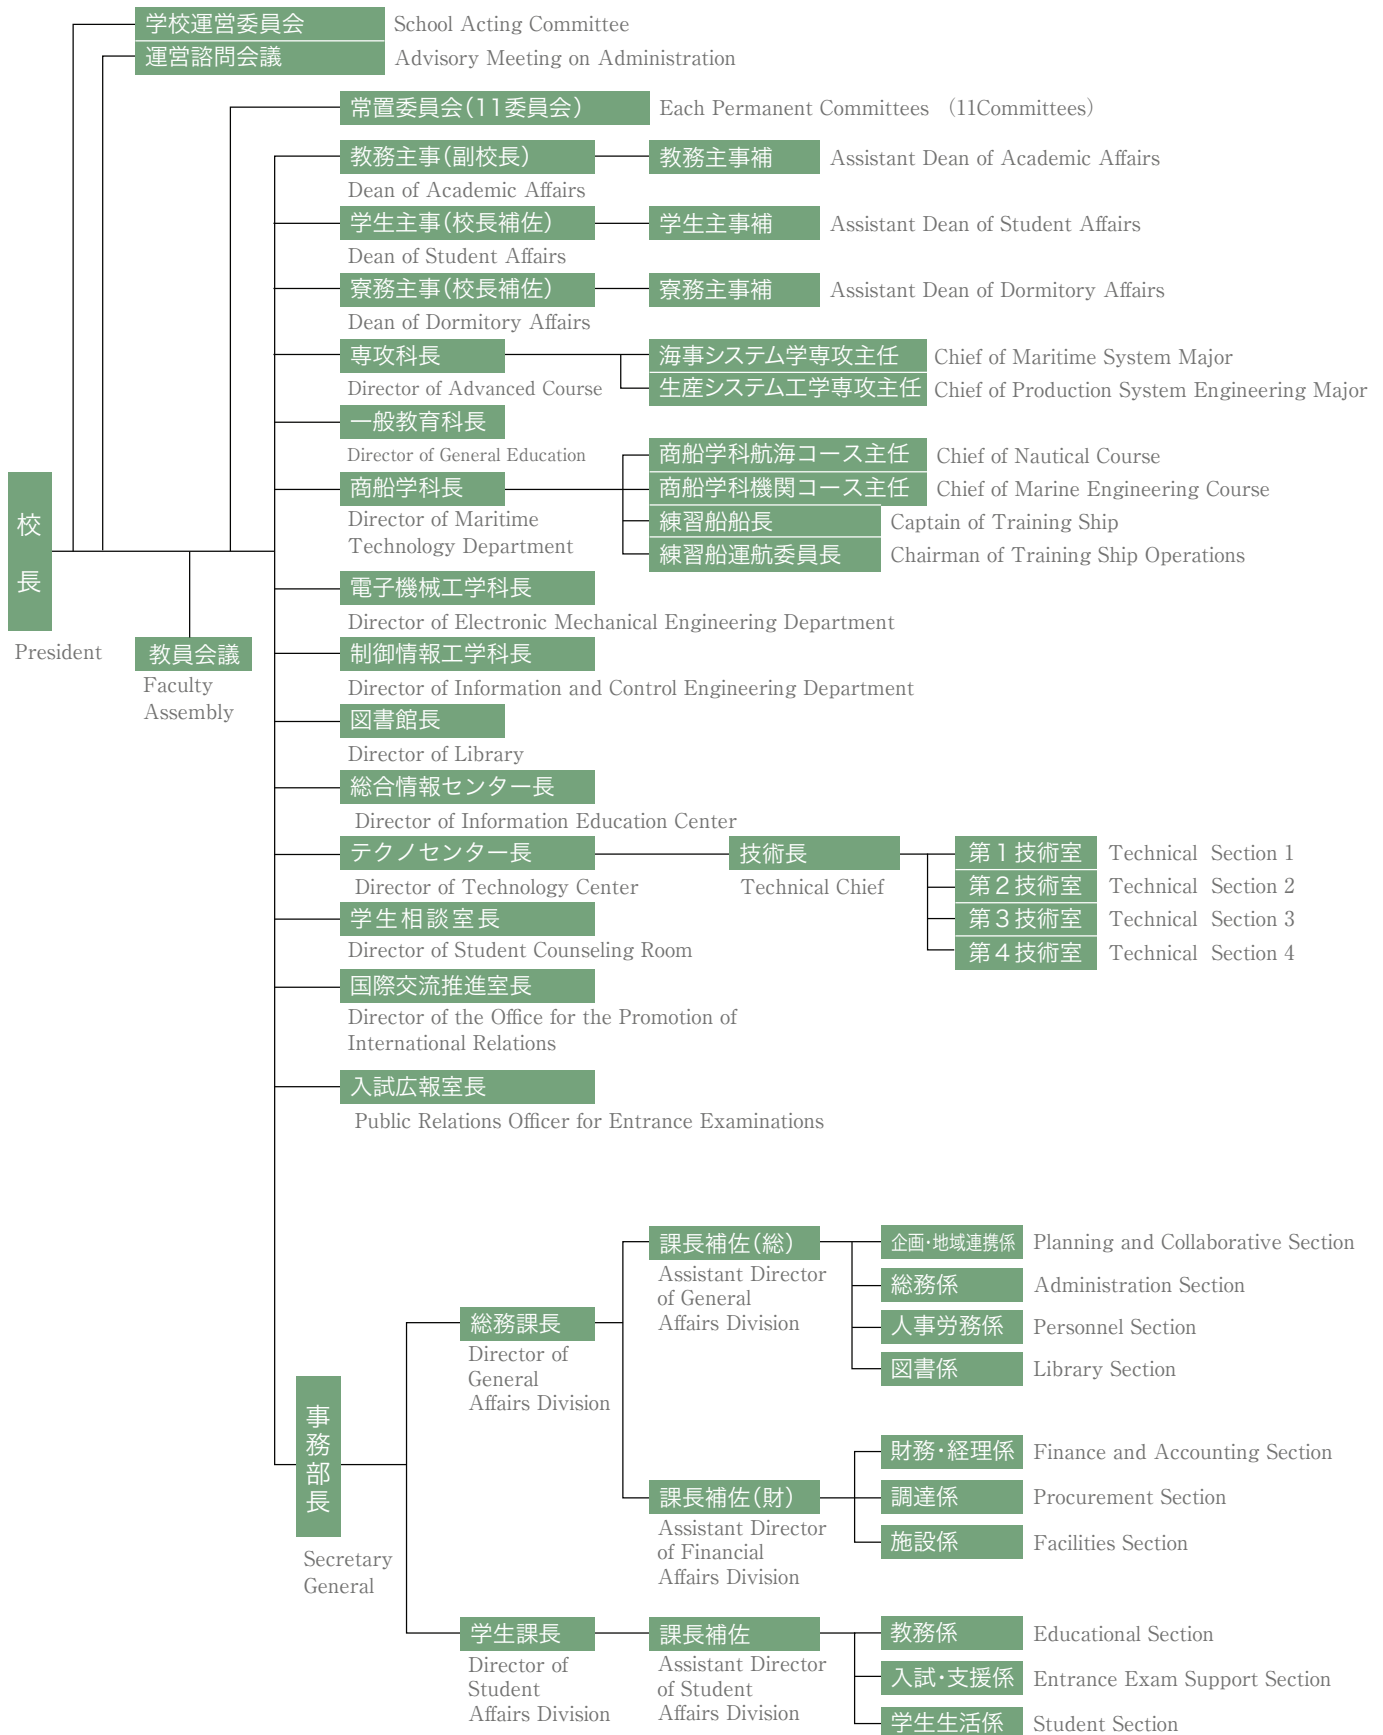 学校運営委員会 School Acting Committee
運営諮問会議 Advisory Meeting on Administration
常置委員会(11委員会) Each Permanent Committees (11Committees)
教務主事(副校長) 教務主事補 Assistant Dean of Academic Affairs
Dean of Academic Affairs
学生主事(校長補佐) 学生主事補 Assistant Dean of Student Affairs
Dean of Student Affairs
寮務主事(校長補佐) 寮務主事補 Assistant Dean of Dormitory Affairs
Dean of Dormitory Affairs
専攻科長 海事システム学専攻主任 Chief of Maritime System Major
Director of Advanced Course 生産システム工学専攻主任 Chief of Production System Engineering Major
一般教育科長
Director of General Education
商船学科航海コース主任 Chief of Nautical Course
商船学科長 商船学科機関コース主任 Chief of Marine Engineering Course
Director of Maritime
Technology Department
練習船船長 Captain of Training Ship
練習船運航委員長 Chairman of Training Ship Operations
校長
President
教員会議
Faculty
Assembly
電子機械工学科長
Director of Electronic Mechanical Engineering Department
制御情報工学科長
Director of Information and Control Engineering Department
図書館長
Director of Library
総合情報センター長
Director of Information Education Center
テクノセンター長 技術長 第1技術室 Technical Section 1
Director of Technology Center Technical Chief 第2技術室 Technical Section 2
学生相談室長 第3技術室 Technical Section 3
Director of Student Counseling Room 第4技術室 Technical Section 4
国際交流推進室長
Director of the Office for the Promotion of
International Relations
入試広報室長
Public Relations Officer for Entrance Examinations
事務部長
Secretary
General
総務課長
Director of
General
Affairs Division
課長補佐(総)
Assistant Director
of General
Affairs Division
企画・地域連携係 Planning and Collaborative Section
総務係 Administration Section
人事労務係 Personnel Section
図書係 Library Section
課長補佐(財)
Assistant Director
of Financial
Affairs Division
財務・経理係 Finance and Accounting Section
調達係 Procurement Section
施設係 Facilities Section
学生課長
Director of
Student
Affairs Division
課長補佐
Assistant Director
of Student
Affairs Division
教務係 Educational Section
入試・支援係 Entrance Exam Support Section
学生生活係 Student Section